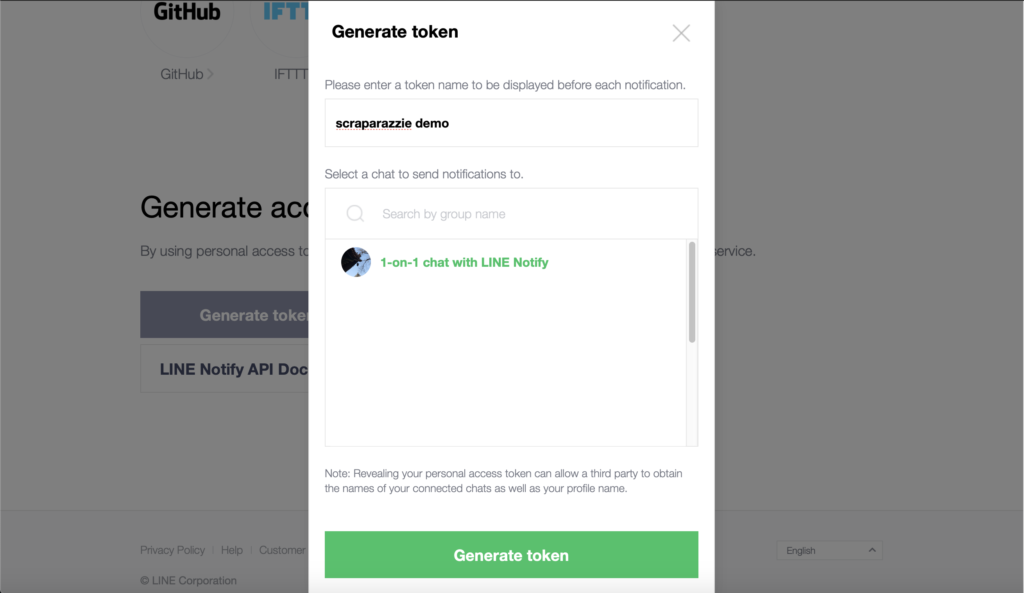 GitHub
IFTT
GitHub
IFTTT
Generate acc
By using personal access to
ervice.
Generate token
LINE Notify API Doc
Generate token
Please enter a token name to be displayed before each notification.
scraparazzie demo
Select a chat to send notifications to.
Search by group name
1-on-1 chat with LINE Notify
Note: Revealing your personal access token can allow a third party to obtain
the names of your connected chats as well as your profile name.
Generate token
Privacy Policy
Help
Customer
English
© LINE Corporation